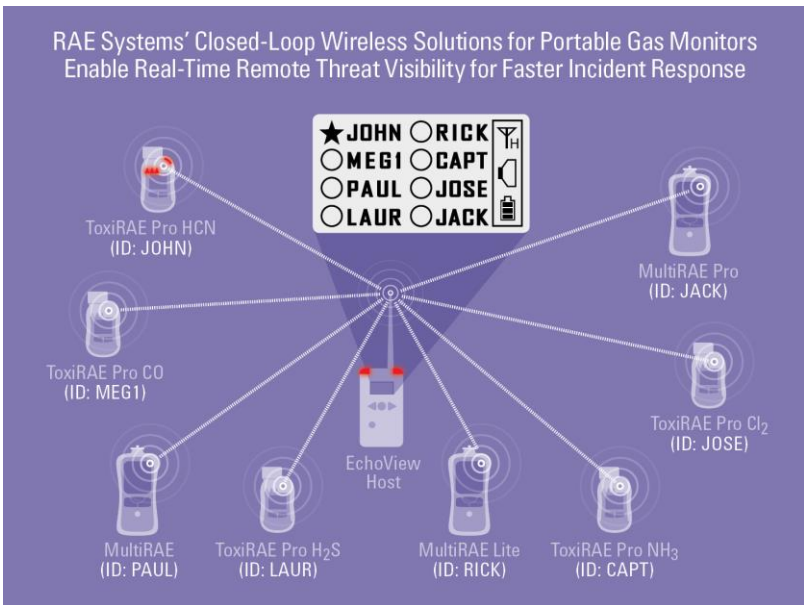 RAE Systems’ Closed-Loop Wireless Solutions for Portable Gas Monitors
Enable Real-Time Remote Threat Visibility for Faster Incident Response
JOHN RICK H
MEG1 CAPT
PAUL JOSE
LAUR JACK
ToxiRAE Pro HCN
(ID: JOHN)
MultiRAE Pro
(ID: JACK)
ToxiRAE Pro CO
(ID: MEG1)
ToxiRAE Pro Cl₂
(ID: JOSE)
EchoView
Host
MultiRAE
(ID: PAUL)
ToxiRAE Pro H₂S
(ID: LAUR)
MultiRAE Lite
(ID: RICK)
ToxiRAE Pro NH₃
(ID: CAPT)